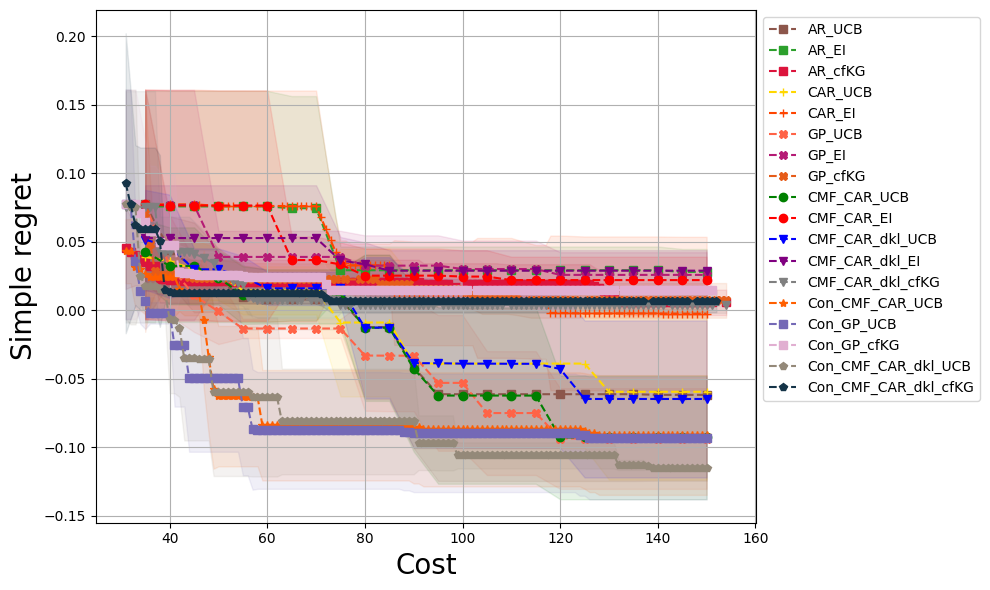 Simple regret
0.20
0.15
0.10
0.05
0.00
−0.05
−0.10
−0.15
40 60 80 100 120 140 160
Cost
AR_UCB
AR_EI
AR_cfKG
CAR_UCB
CAR_EI
GP_UCB
GP_EI
GP_cfKG
CMF_CAR_UCB
CMF_CAR_EI
CMF_CAR_dkl_UCB
CMF_CAR_dkl_EI
CMF_CAR_dkl_cfKG
Con_CMF_CAR_UCB
Con_GP_UCB
Con_GP_cfKG
Con_CMF_CAR_dkl_UCB
Con_CMF_CAR_dkl_cfKG